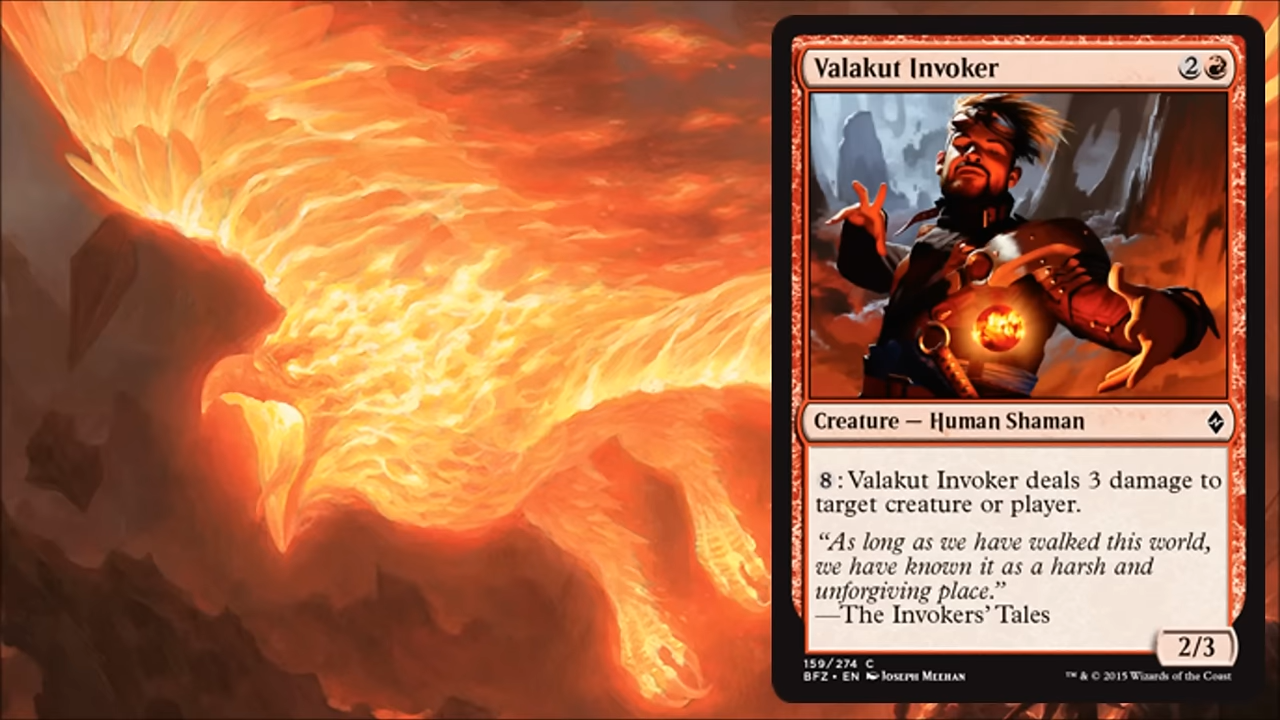 Valakut Invoker 2
Creature — Human Shaman
8: Valakut Invoker deals 3 damage to
target creature or player.
“As long as we have walked this world,
we have known it as a harsh and
unforgiving place.”
—The Invokers’ Tales
2/3
159/274 C
BFZ • EN Joseph Meehan
™ & © 2015 Wizards of the Coast